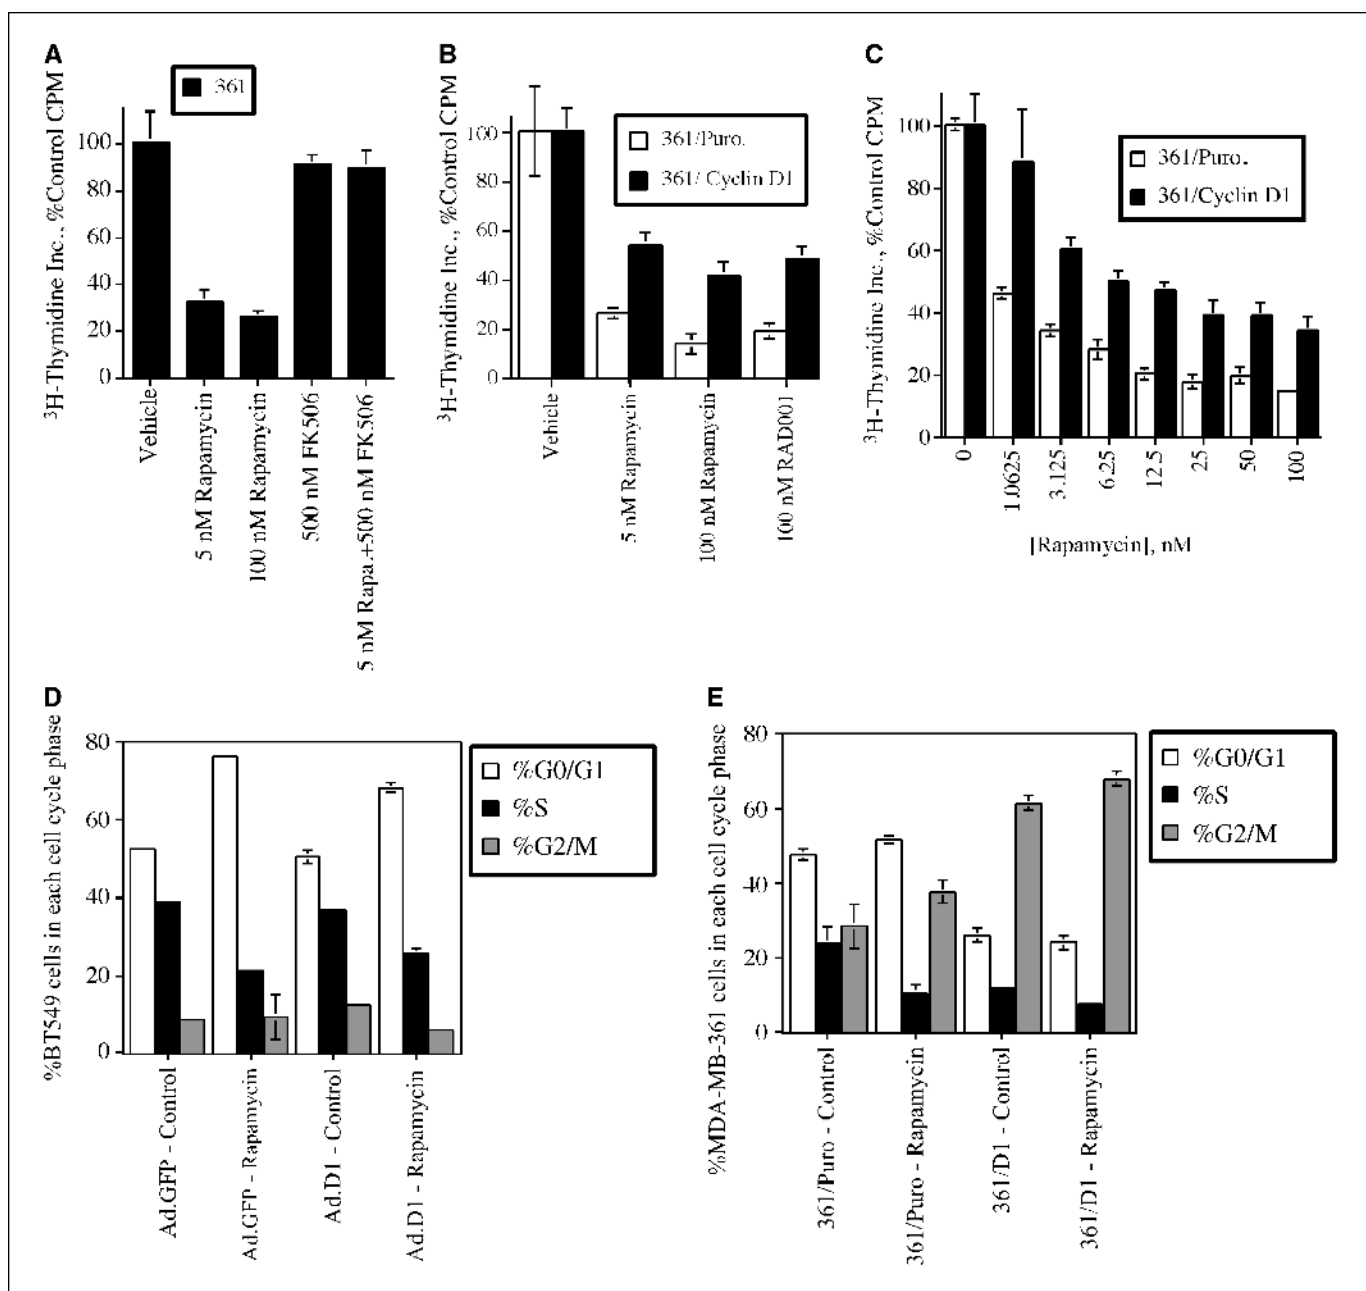 A
³H-Thymidine Inc., %Control CPM
361
100
80
60
40
20
0
Vehicle
5 nM Rapamycin
100 nM Rapamycin
500 nM FK506
5 nM Rapa.+500 nM FK506
B
³H-Thymidine Inc., %Control CPM
361/Puro.
361/ Cyclin D1
100
80
60
40
20
0
Vehicle
5 nM Rapamycin
100 nM Rapamycin
100 nM RAD001
C
³H-Thymidine Inc., %Control CPM
361/Puro.
361/Cyclin D1
100
80
60
40
20
0
0
1.0625
3.125
6.25
12.5
25
50
100
[Rapamycin], nM
D
%BT549 cells in each cell cycle phase
80
60
40
20
0
%G0/G1
%S
%G2/M
Ad.GFP - Control
Ad.GFP - Rapamycin
Ad.D1 - Control
Ad.D1 - Rapamycin
E
%MDA-MB-361 cells in each cell cycle phase
80
60
40
20
0
%G0/G1
%S
%G2/M
361/Puro - Control
361/Puro - Rapamycin
361/D1 - Control
361/D1 - Rapamycin